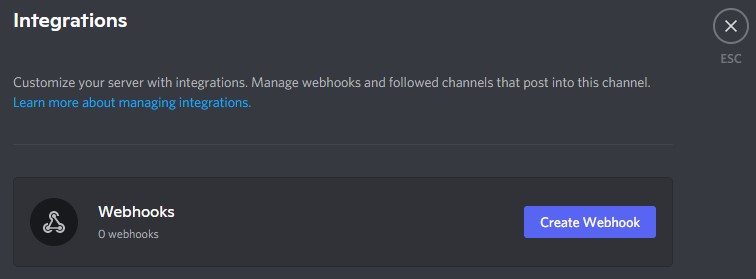 Integrations
ESC
Customize your server with integrations. Manage webhooks and followed channels that post into this channel.
Learn more about managing integrations.
Webhooks
0 webhooks
Create Webhook